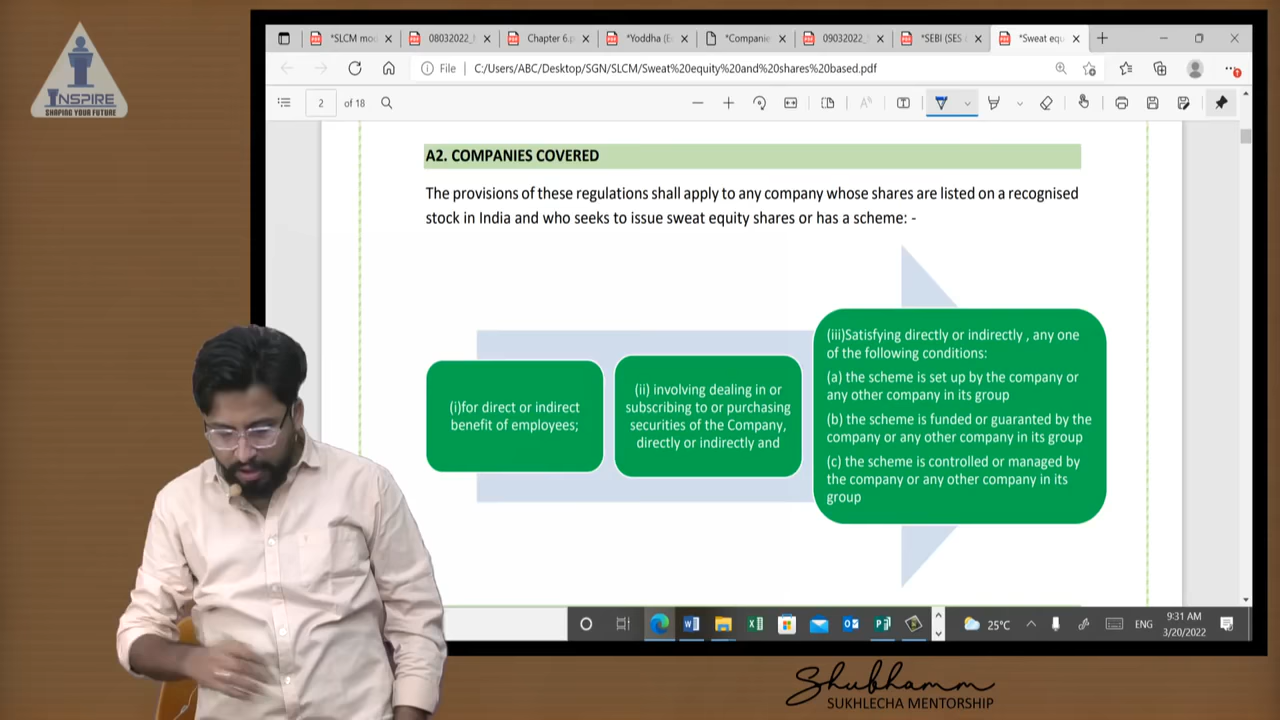 INSPIRE
SHAPING YOUR FUTURE
*SLCM mo
08032022_
Chapter 6.p
*Yoddha (E
*Companie
09032022_
*SEBI (SES
*Sweat equ
File
C:/Users/ABC/Desktop/SGN/SLCM/Sweat%20equity%20and%20shares%20based.pdf
2 of 18
A2. COMPANIES COVERED
The provisions of these regulations shall apply to any company whose shares are listed on a recognised
stock in India and who seeks to issue sweat equity shares or has a scheme: -
(i)for direct or indirect
benefit of employees;
(ii) involving dealing in or
subscribing to or purchasing
securities of the Company,
directly or indirectly and
(iii)Satisfying directly or indirectly , any one
of the following conditions:
(a) the scheme is set up by the company or
any other company in its group
(b) the scheme is funded or guaranted by the
company or any other company in its group
(c) the scheme is controlled or managed by
the company or any other company in its
group
25°C
ENG
9:31 AM
3/20/2022
Shubhamm
SUKHLECHA MENTORSHIP